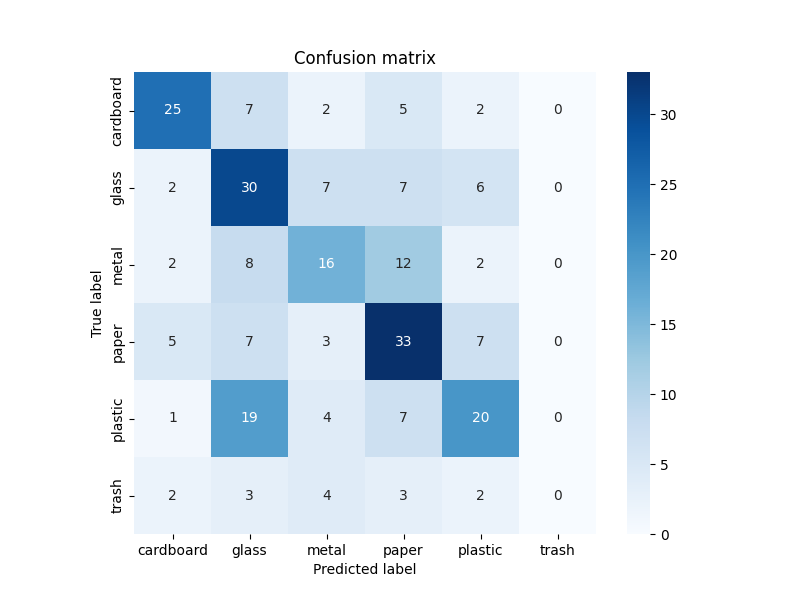 Confusion matrix
cardboard 25 7 2 5 2 0
glass 2 30 7 7 6 0
metal 2 8 16 12 2 0
paper 5 7 3 33 7 0
plastic 1 19 4 7 20 0
trash 2 3 4 3 2 0
cardboard glass metal paper plastic trash
Predicted label
True label
30
25
20
15
10
5
0